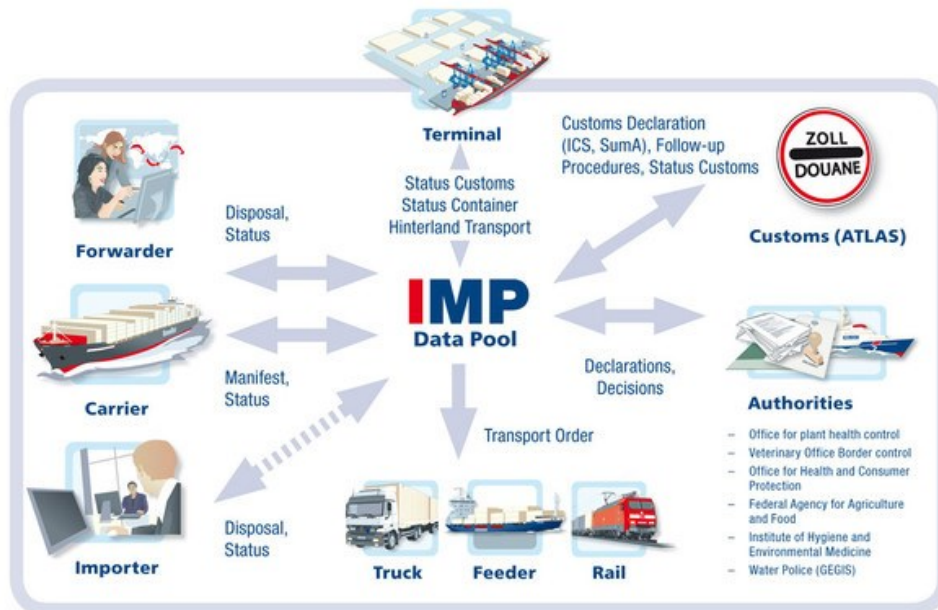 Terminal
Customs Declaration
(ICS, SumA), Follow-up
Procedures, Status Customs
ZOLL
DOUANE
Customs (ATLAS)
Status Customs
Status Container
Hinterland Transport
Forwarder
Disposal,
Status
IMP
Data Pool
Carrier
Manifest,
Status
Declarations,
Decisions
Authorities
– Office for plant health control
– Veterinary Office Border control
– Office for Health and Consumer
Protection
– Federal Agency for Agriculture
and Food
– Institute of Hygiene and
Environmental Medicine
– Water Police (GEGIS)
Transport Order
Importer
Disposal,
Status
Truck
Feeder
Rail